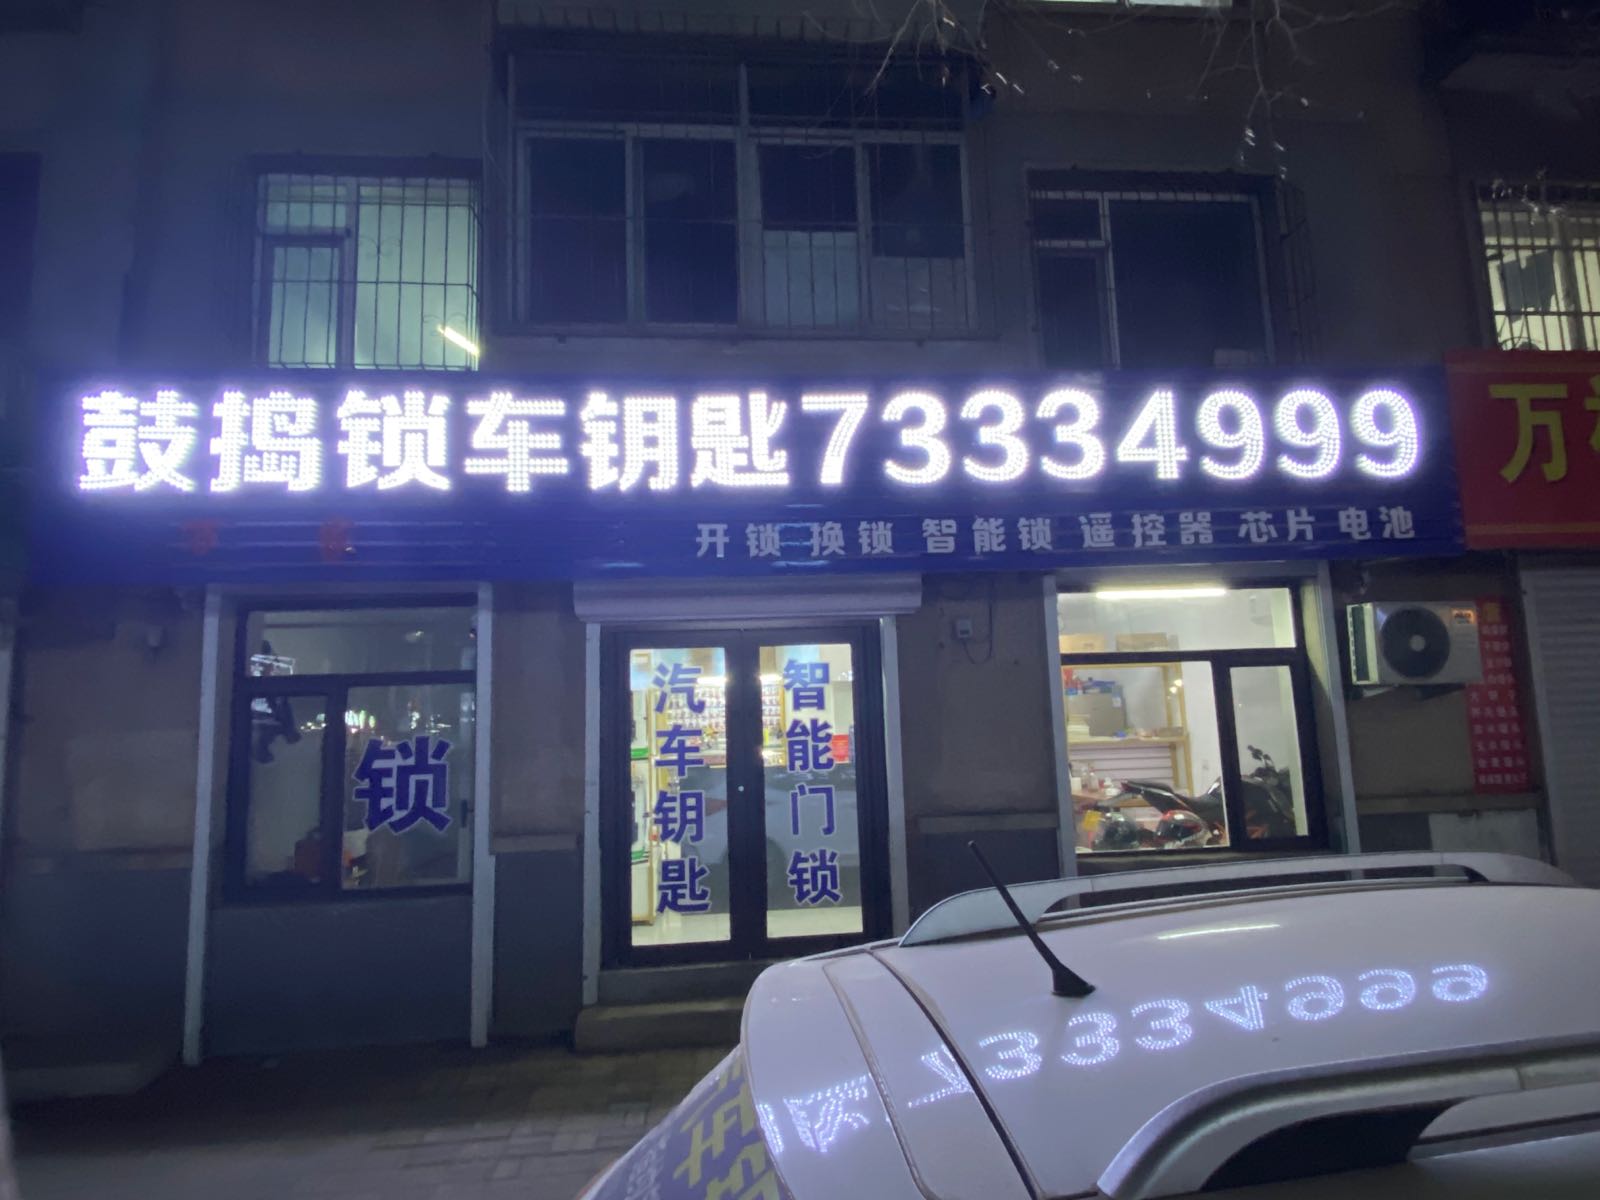 鼓捣锁车钥匙73334999
万
开锁 换锁 智能锁 遥控器 芯片 电池
锁
汽车钥匙
智能门锁